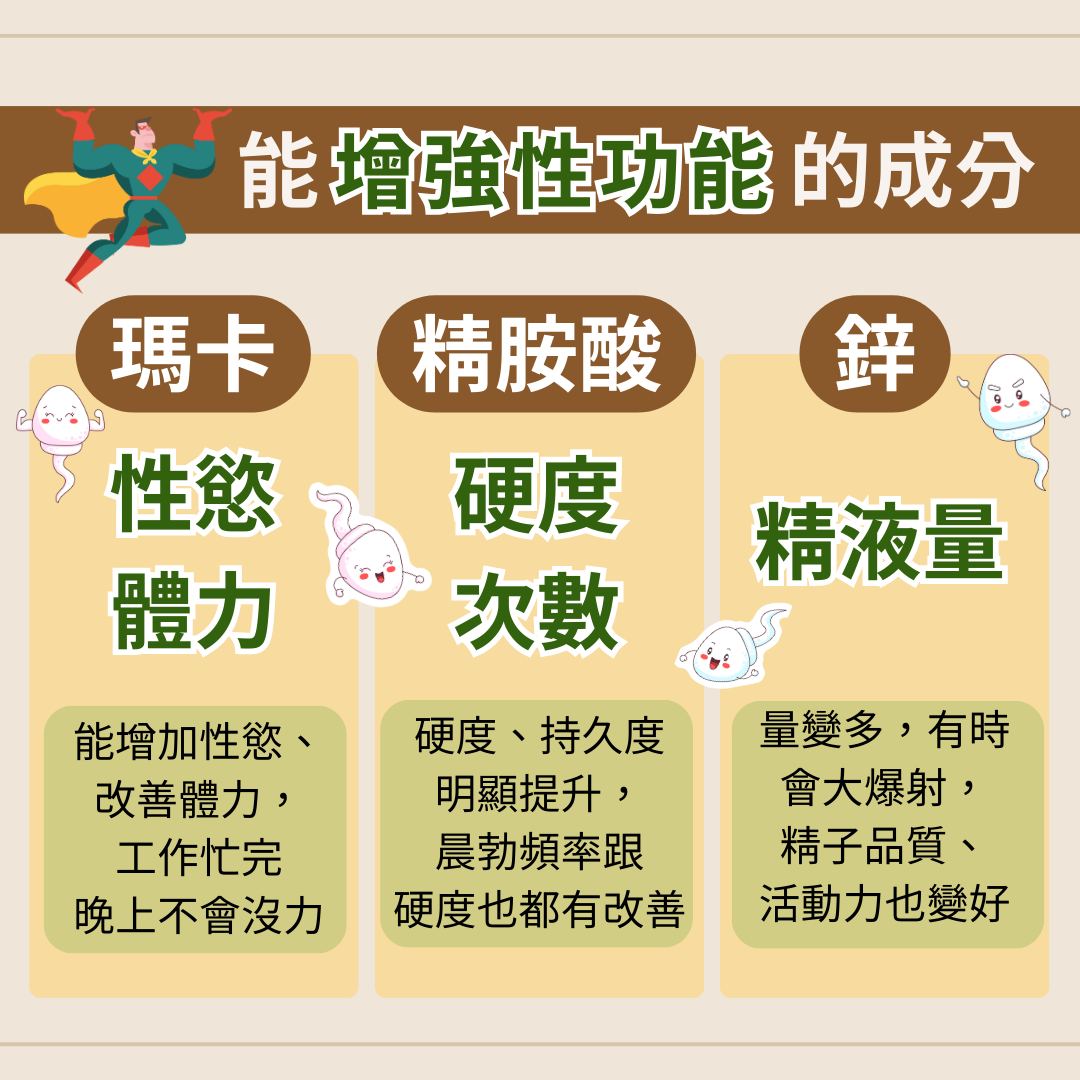 能增強性功能的成分
瑪卡
性慾
體力
能增加性慾、
改善體力，
工作忙完
晚上不會沒力
精胺酸
硬度
次數
硬度、持久度
明顯提升，
晨勃頻率跟
硬度也都有改善
鋅
精液量
量變多，有時
會大爆射，
精子品質、
活動力也變好